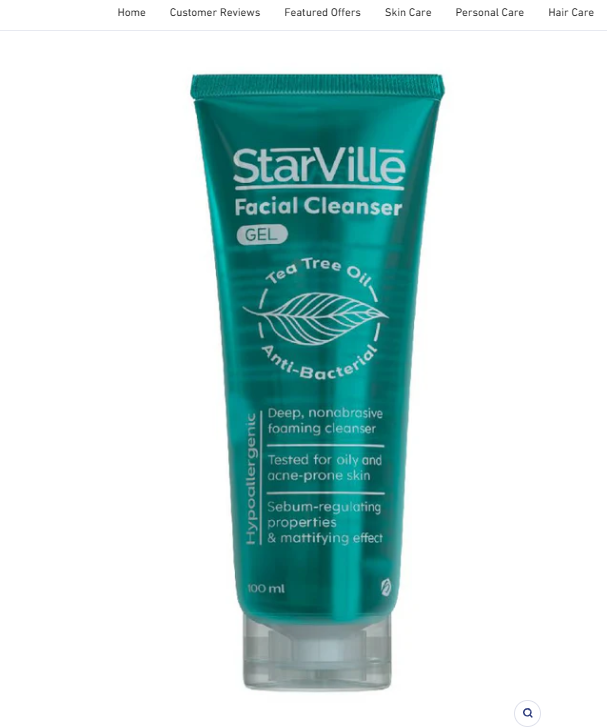 Home Customer Reviews Featured Offers Skin Care Personal Care Hair Care
StarVille
Facial Cleanser
GEL
Tea Tree Oil
Anti-Bacterial
Hypoallergenic
Deep, nonabrasive
foaming cleanser
Tested for oily and
acne-prone skin
Sebum-regulating
properties
& mattifying effect
100 ml